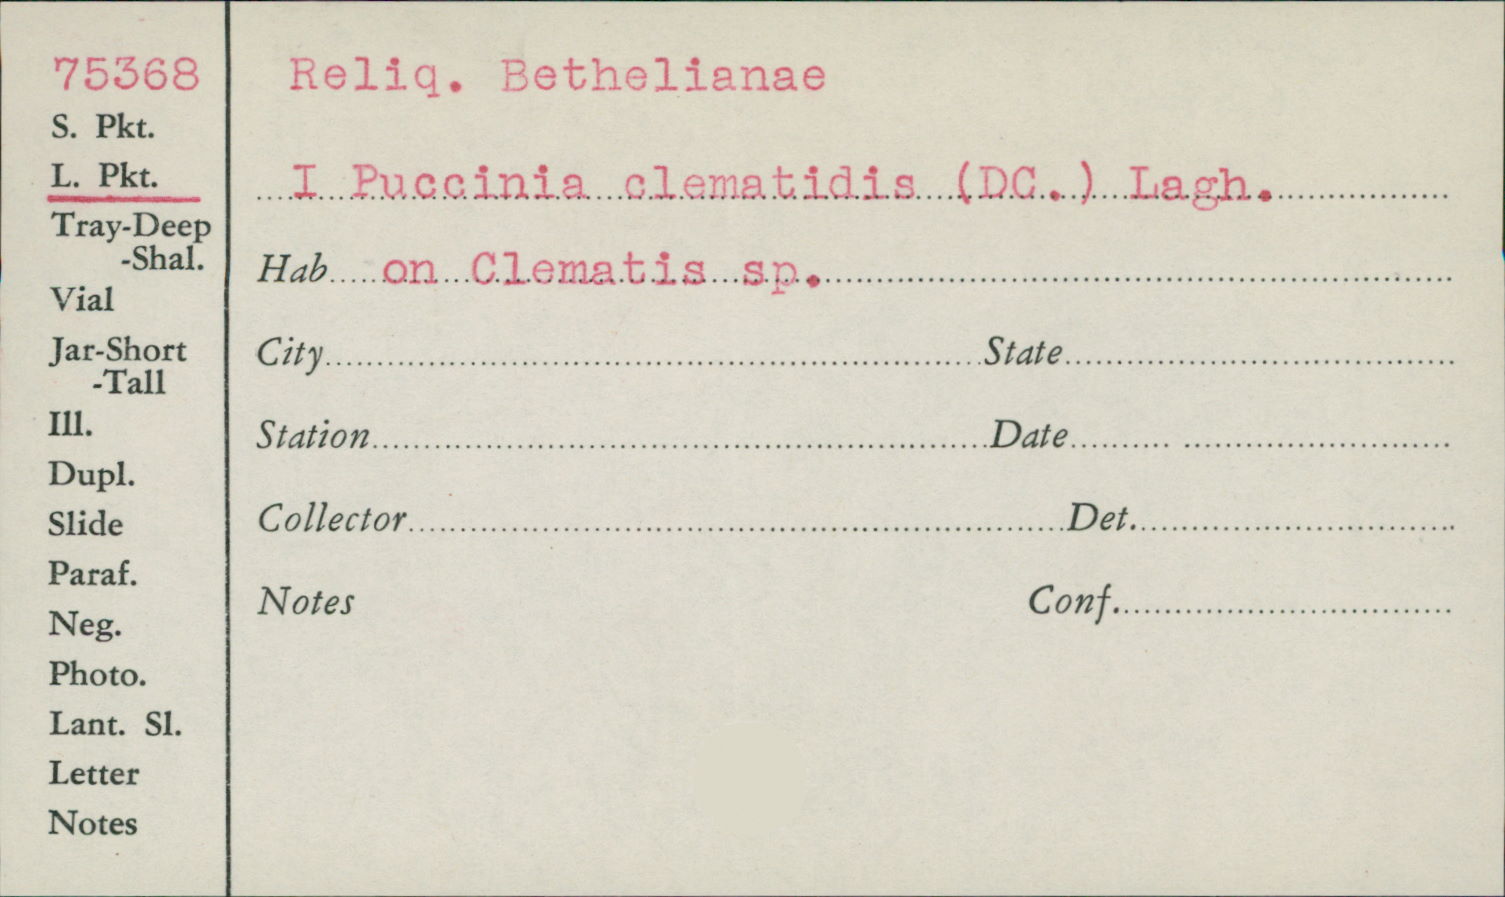 75368
S. Pkt.
L. Pkt.
Tray-Deep
-Shal.
Vial
Jar-Short
-Tall
Ill.
Dupl.
Slide
Paraf.
Neg.
Photo.
Lant. Sl.
Letter
Notes
Reliq. Bethelianae
I Puccinia clematidis (DC.) Lagh.
Hab on Clematis sp.
City State
Station Date
Collector Det.
Notes Conf.